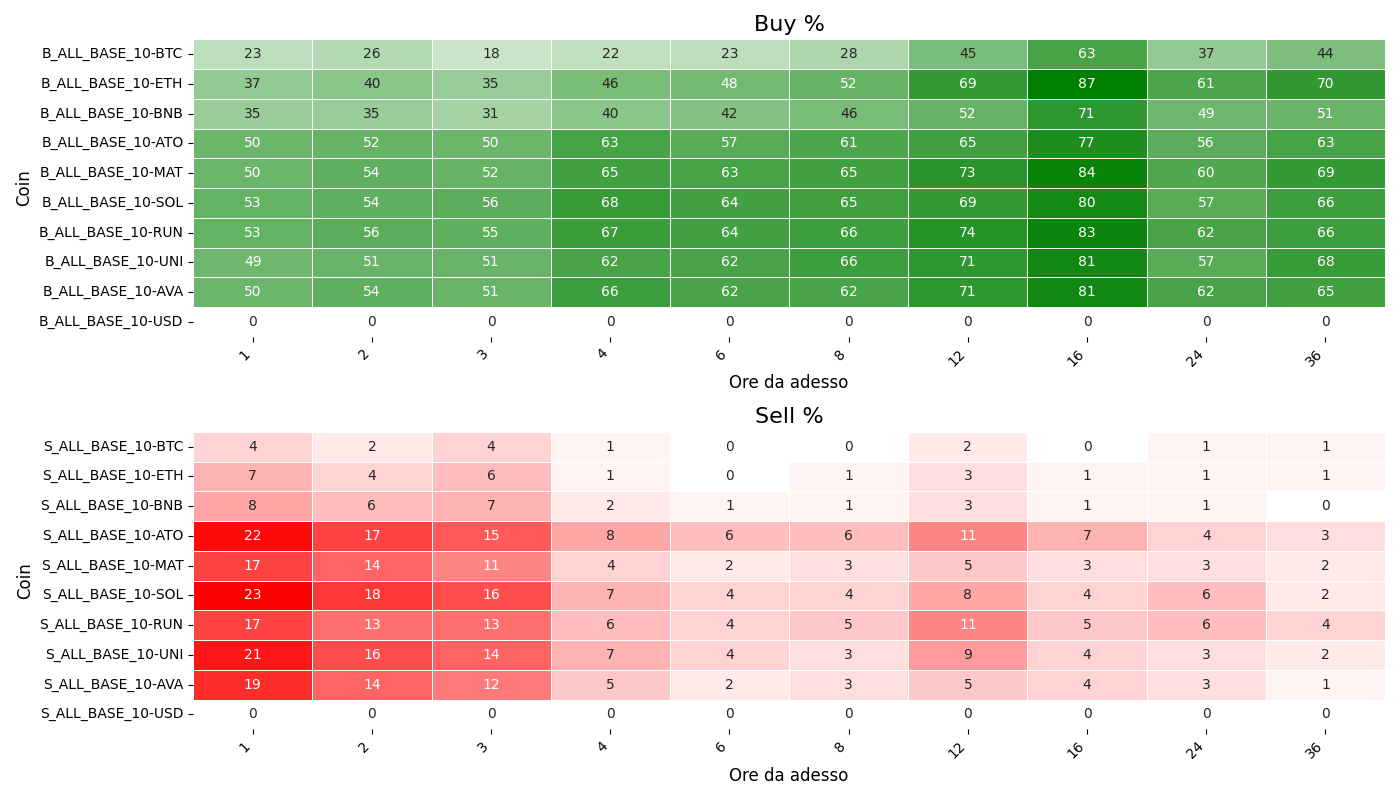 Buy %
Coin
B_ALL_BASE_10-BTC 23 26 18 22 23 28 45 63 37 44
B_ALL_BASE_10-ETH 37 40 35 46 48 52 69 87 61 70
B_ALL_BASE_10-BNB 35 35 31 40 42 46 52 71 49 51
B_ALL_BASE_10-ATO 50 52 50 63 57 61 65 77 56 63
B_ALL_BASE_10-MAT 50 54 52 65 63 65 73 84 60 69
B_ALL_BASE_10-SOL 53 54 56 68 64 65 69 80 57 66
B_ALL_BASE_10-RUN 53 56 55 67 64 66 74 83 62 66
B_ALL_BASE_10-UNI 49 51 51 62 62 66 71 81 57 68
B_ALL_BASE_10-AVA 50 54 51 66 62 62 71 81 62 65
B_ALL_BASE_10-USD 0 0 0 0 0 0 0 0 0 0
1 2 3 4 6 8 12 16 24 36
Ore da adesso
Sell %
Coin
S_ALL_BASE_10-BTC 4 2 4 1 0 0 2 0 1 1
S_ALL_BASE_10-ETH 7 4 6 1 0 1 3 1 1 1
S_ALL_BASE_10-BNB 8 6 7 2 1 1 3 1 1 0
S_ALL_BASE_10-ATO 22 17 15 8 6 6 11 7 4 3
S_ALL_BASE_10-MAT 17 14 11 4 2 3 5 3 3 2
S_ALL_BASE_10-SOL 23 18 16 7 4 4 8 4 6 2
S_ALL_BASE_10-RUN 17 13 13 6 4 5 11 5 6 4
S_ALL_BASE_10-UNI 21 16 14 7 4 3 9 4 3 2
S_ALL_BASE_10-AVA 19 14 12 5 2 3 5 4 3 1
S_ALL_BASE_10-USD 0 0 0 0 0 0 0 0 0 0
1 2 3 4 6 8 12 16 24 36
Ore da adesso